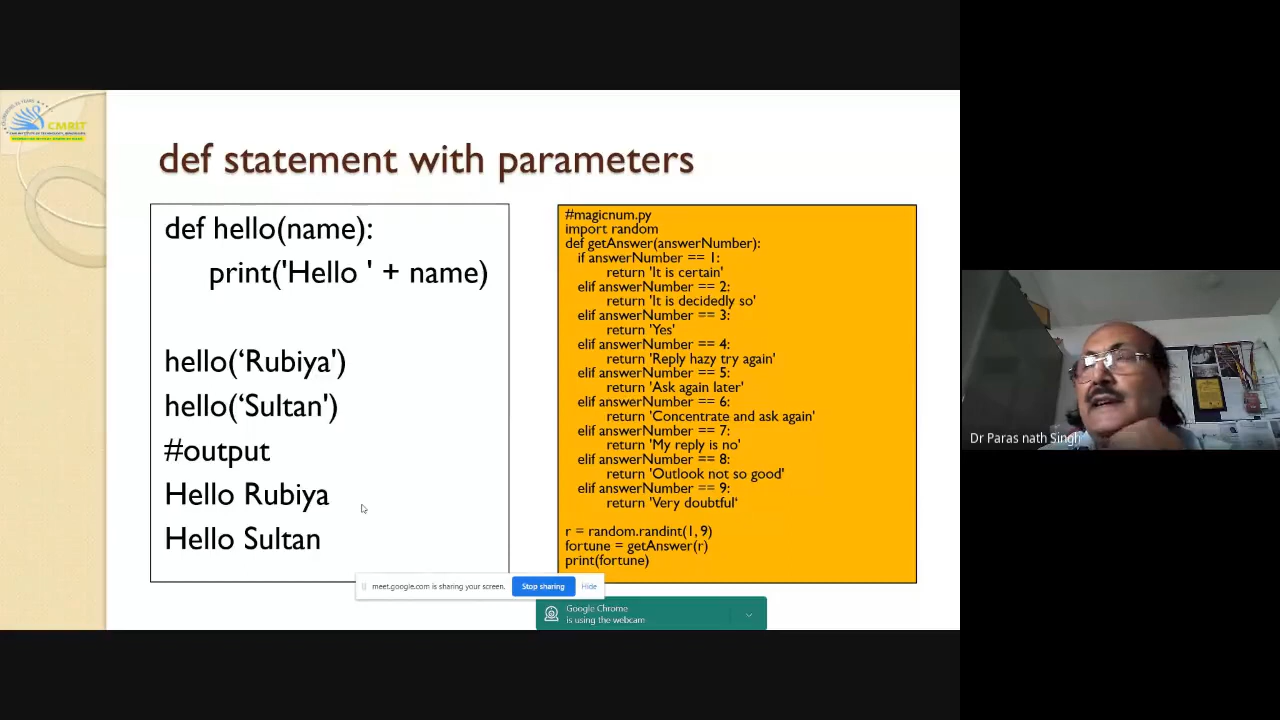 CMRIT
def statement with parameters
def hello(name):
print('Hello ' + name)
hello(‘Rubiya')
hello(‘Sultan')
#output
Hello Rubiya
Hello Sultan
#magicnum.py
import random
def getAnswer(answerNumber):
if answerNumber == 1:
return 'It is certain'
elif answerNumber == 2:
return 'It is decidedly so'
elif answerNumber == 3:
return 'Yes'
elif answerNumber == 4:
return 'Reply hazy try again'
elif answerNumber == 5:
return 'Ask again later'
elif answerNumber == 6:
return 'Concentrate and ask again'
elif answerNumber == 7:
return 'My reply is no'
elif answerNumber == 8:
return 'Outlook not so good'
elif answerNumber == 9:
return 'Very doubtful‘
r = random.randint(1, 9)
fortune = getAnswer(r)
print(fortune)
meet.google.com is sharing your screen.
Stop sharing
Hide
Google Chrome
is using the webcam
Dr Paras nath Singh